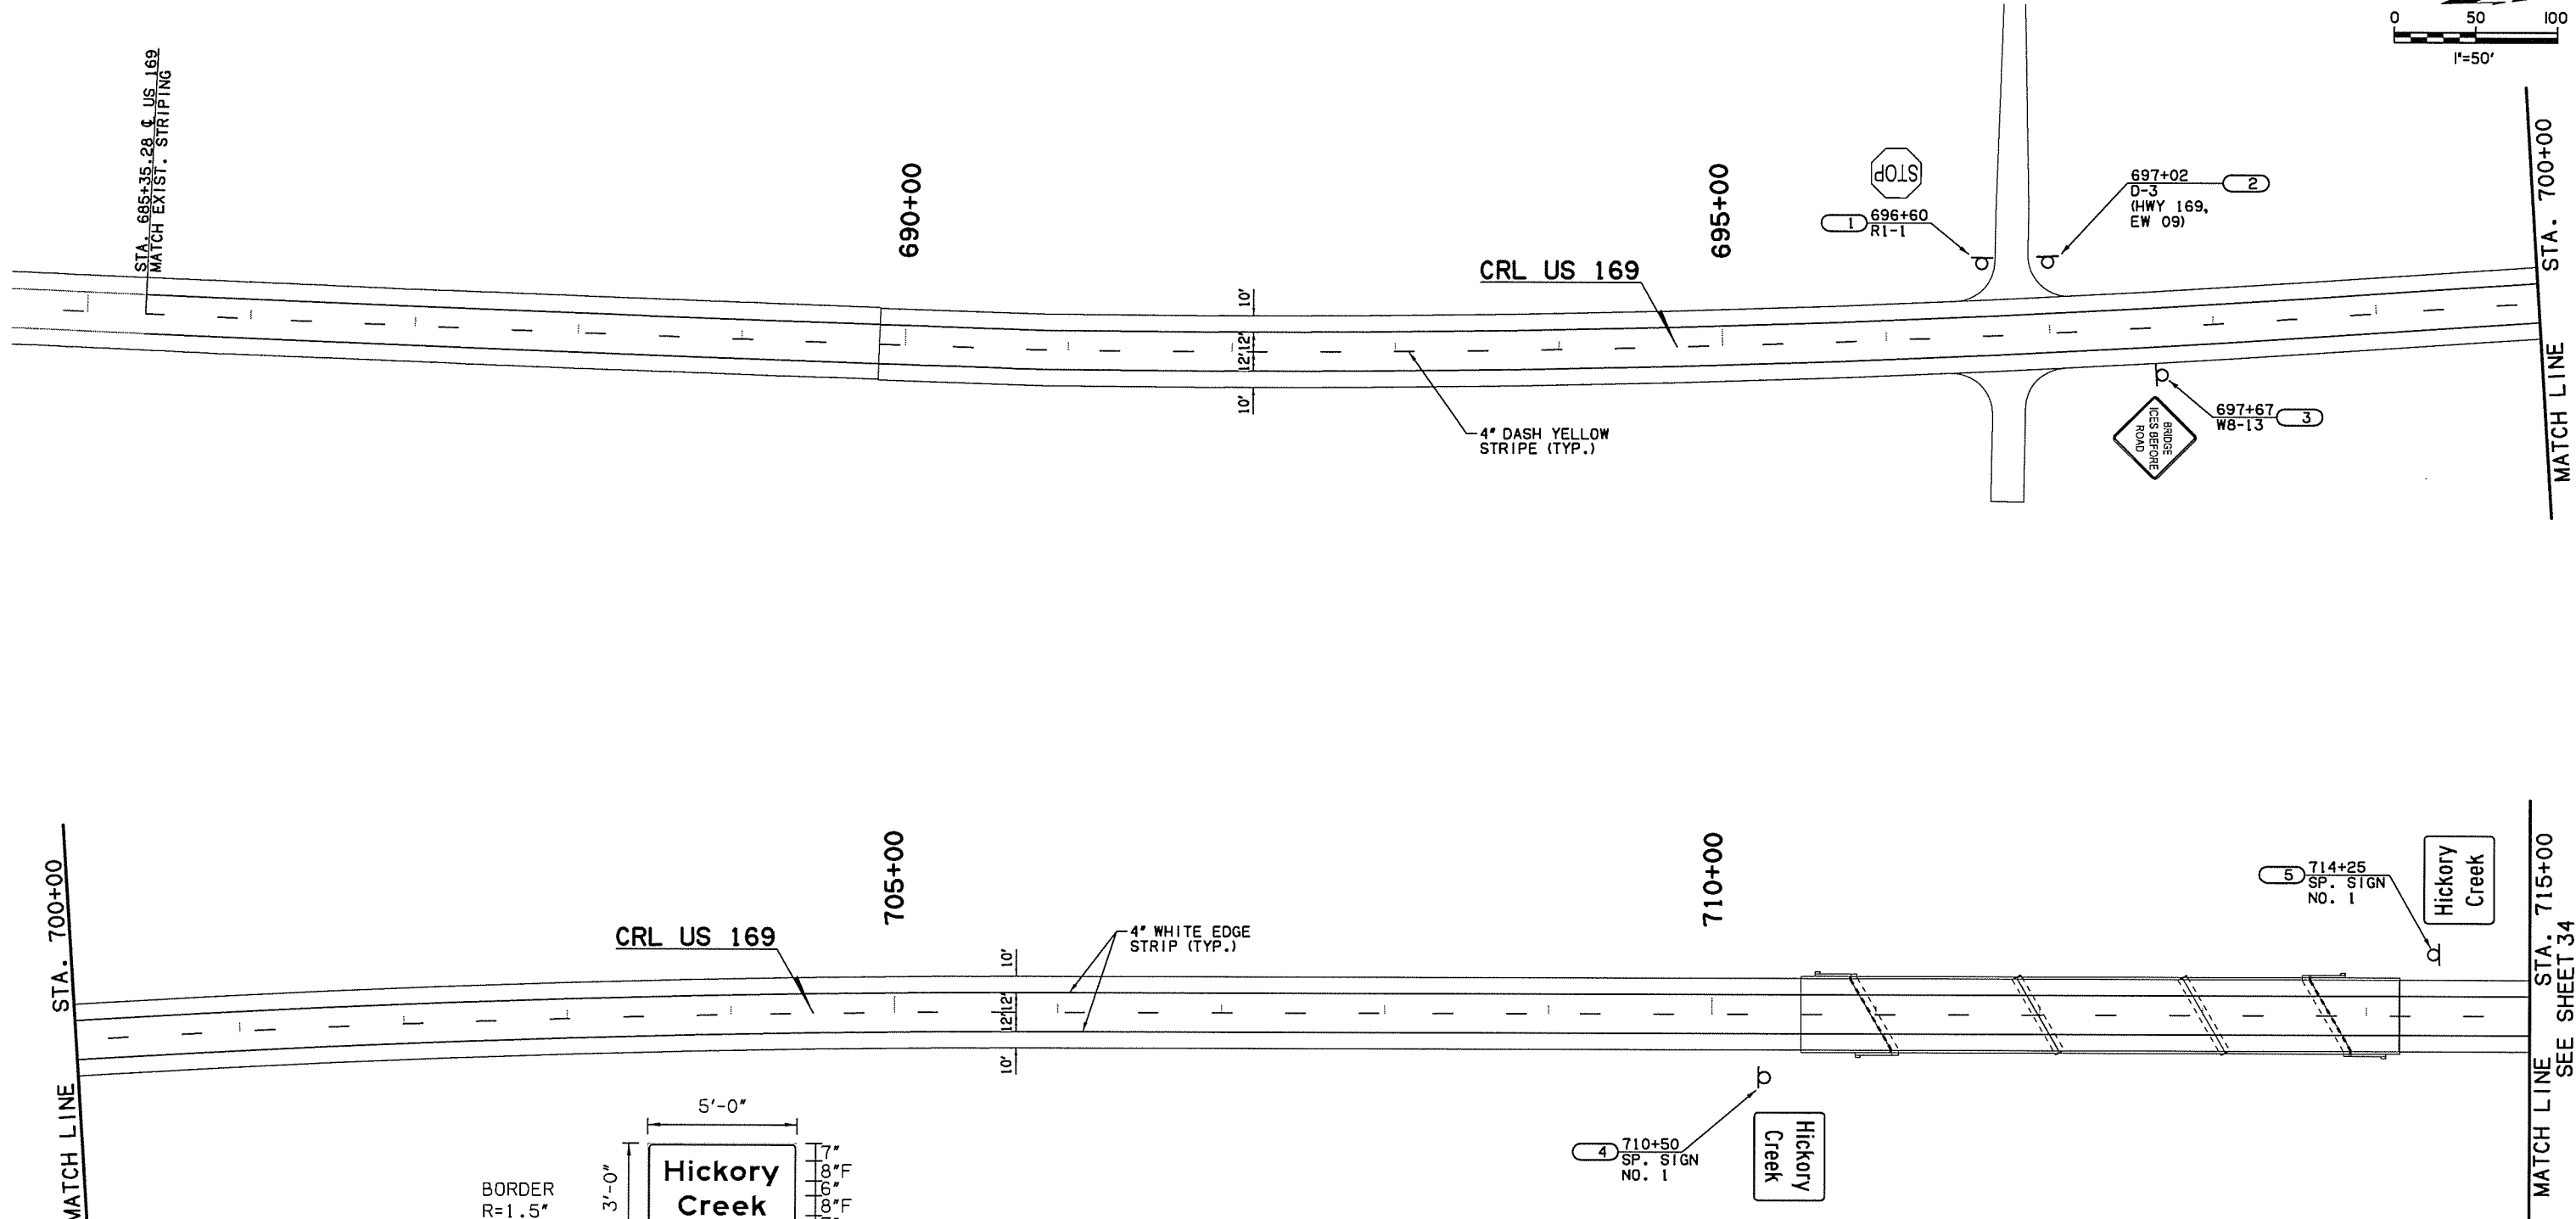 0 50 100
1"=50'
STA. 685+35.28 ℄ US 169
MATCH EXIST. STRIPING
690+00
695+00
STOP
1 696+60
R1-1
697+02 2
D-3
(HWY 169,
EW 09)
CRL US 169
10'
12'
12'
10'
4" DASH YELLOW
STRIPE (TYP.)
697+67 3
W8-13
BRIDGE
ICES BEFORE
ROAD
MATCH LINE STA. 700+00
MATCH LINE STA. 700+00
705+00
710+00
CRL US 169
4" WHITE EDGE
STRIP (TYP.)
10'
12'
12'
10'
5 714+25
SP. SIGN
NO. 1
Hickory
Creek
4 710+50
SP. SIGN
NO. 1
Hickory
Creek
MATCH LINE STA. 715+00
SEE SHEET 34
5'-0"
3'-0"
BORDER
R=1.5"
Hickory
Creek
7"
8"F
6"
8"F